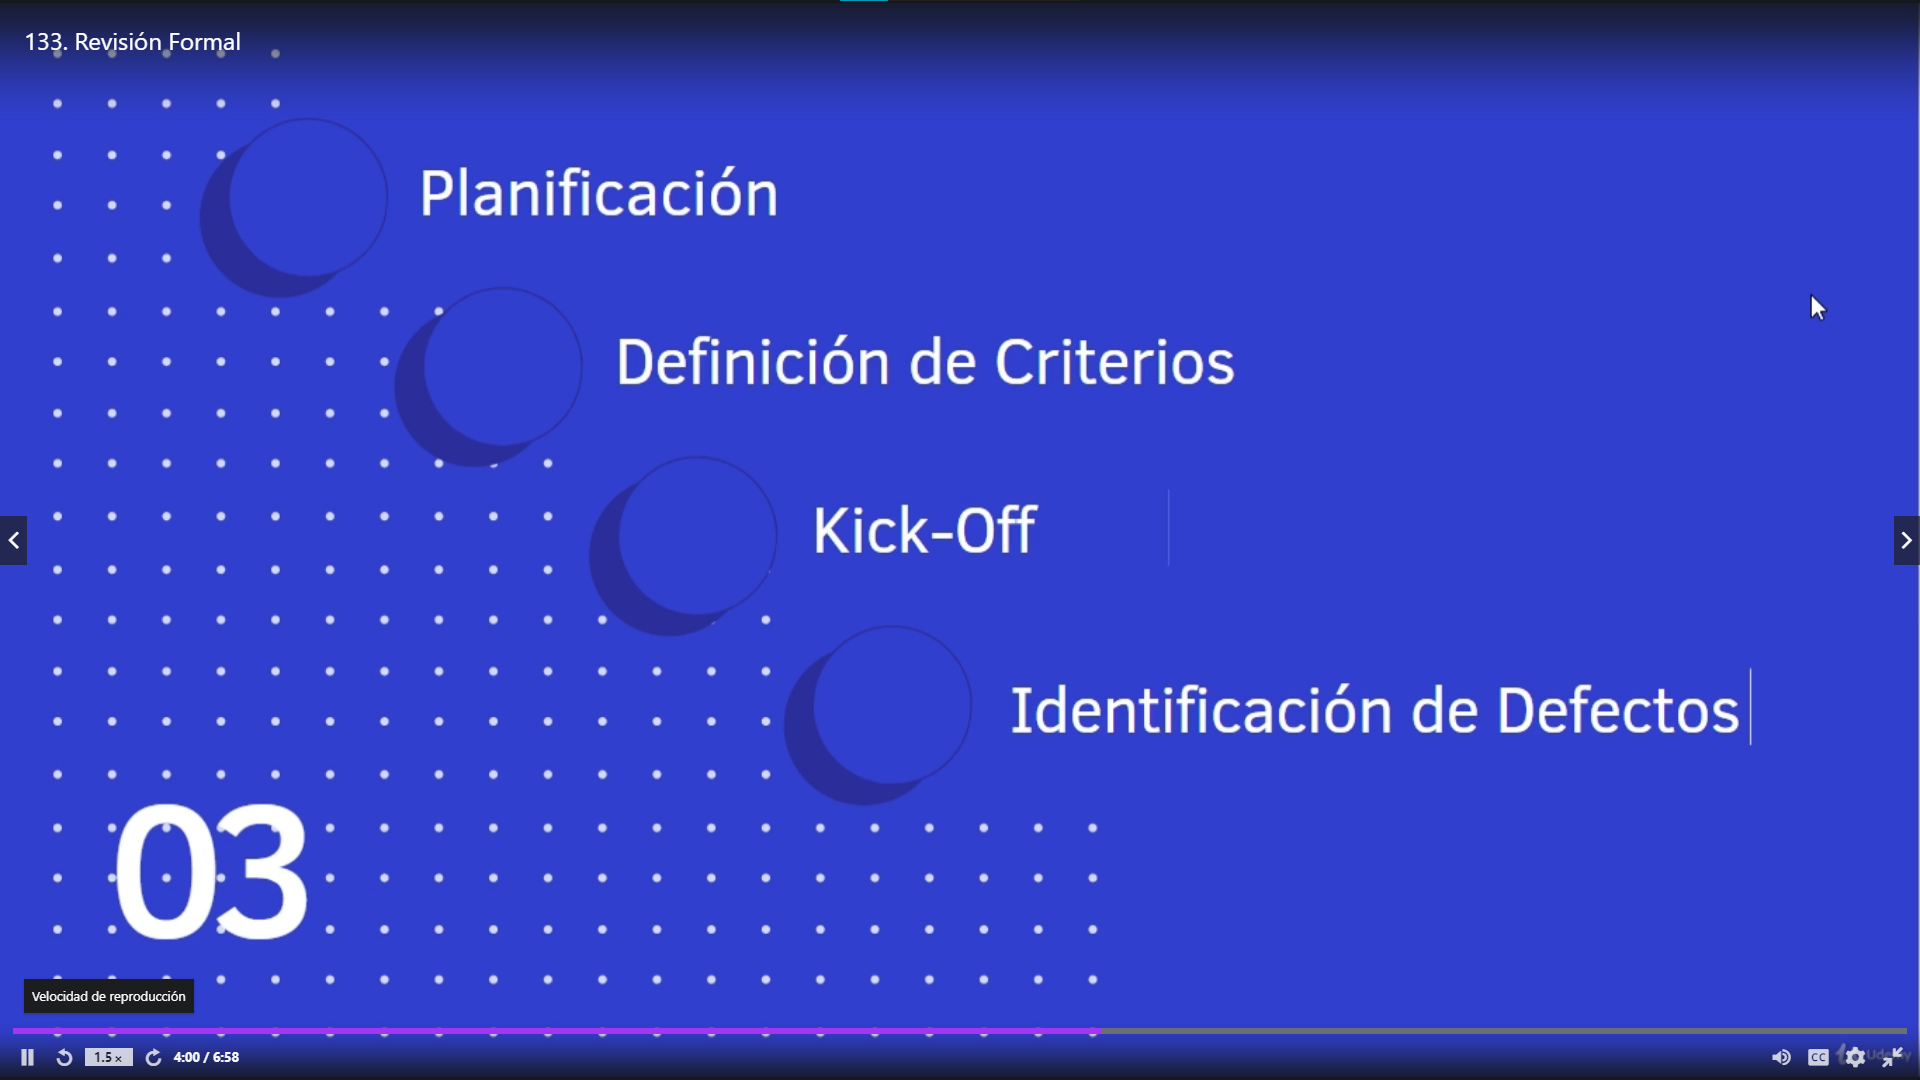 133. Revisión Formal
Planificación
Definición de Criterios
Kick-Off
Identificación de Defectos
03
Velocidad de reproducción
1.5 x
4:00 / 6:58
CC